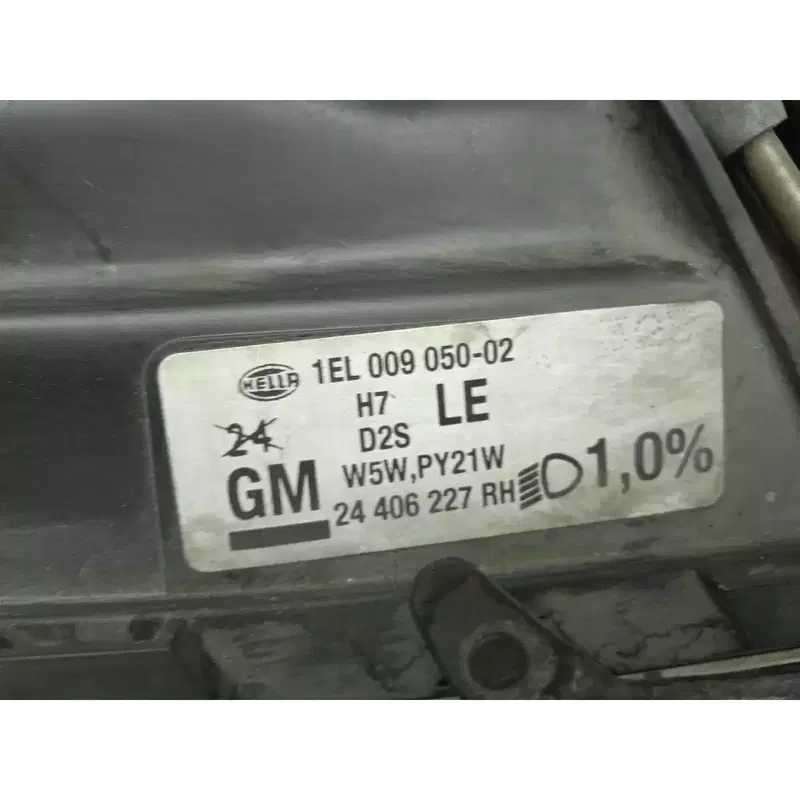 HELLA 1EL 009 050-02
H7 LE
24 D2S
W5W,PY21W
GM 24 406 227 RH 1,0%